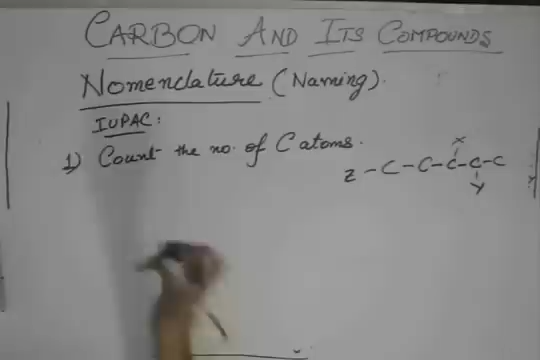 CARBON AND ITS COMPOUNDS
Nomenclature (Naming).
IUPAC:
1) Count the no. of C atoms.
X
Z-C-C-C-C-C
Y